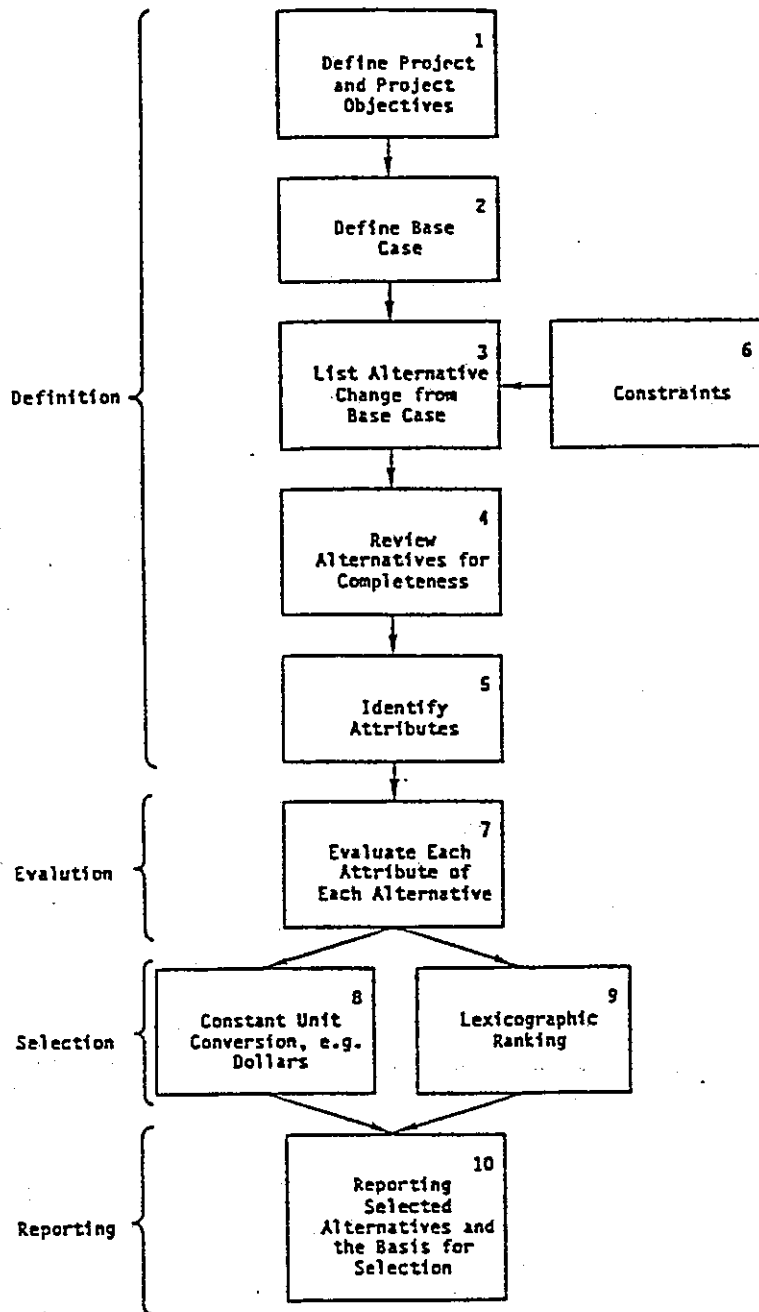 1
Define Project
and Project
Objectives
2
Define Base
Case
3
List Alternative
Change from
Base Case
6
Constraints
Definition
4
Review
Alternatives for
Completeness
5
Identify
Attributes
7
Evaluate Each
Attribute of
Each Alternative
Evalution
8
Constant Unit
Conversion, e.g.
Dollars
9
Lexicographic
Ranking
Selection
10
Reporting
Selected
Alternatives and
the Basis for
Selection
Reporting